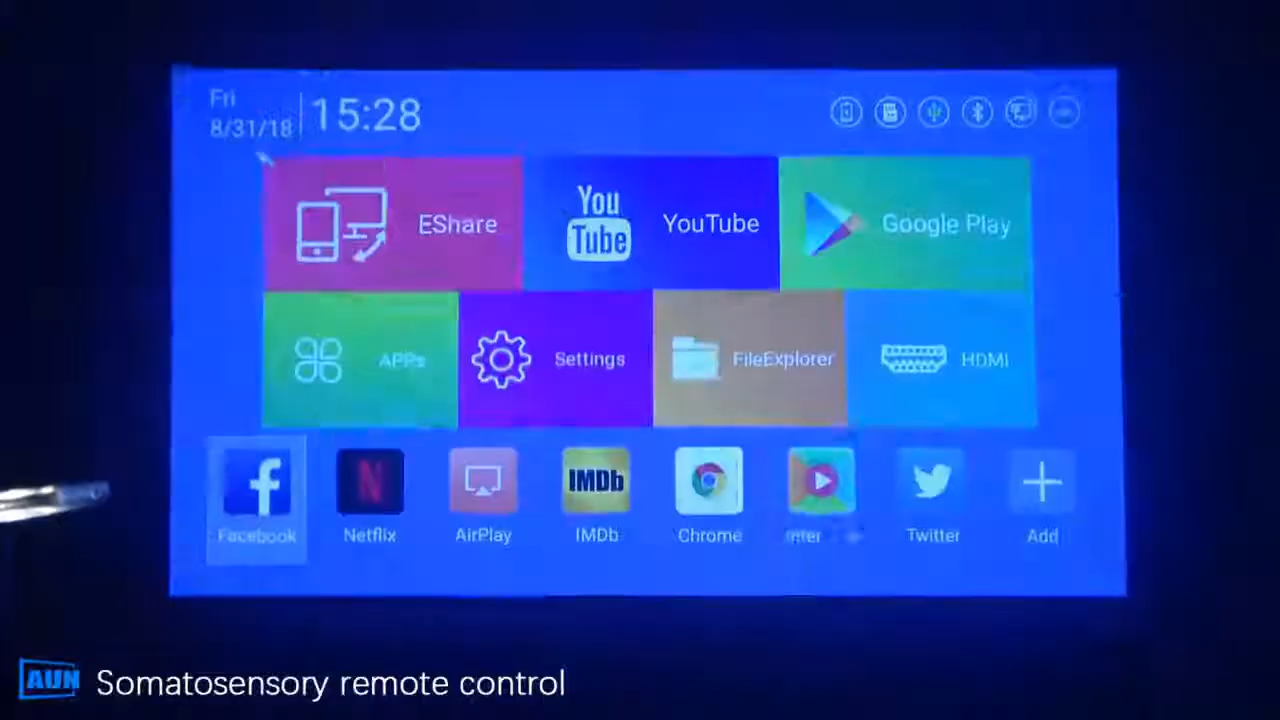 Fri
8/31/18
15:28
EShare
You
Tube
YouTube
Google Play
APPs
Settings
FileExplorer
HDMI
Facebook
Netflix
AirPlay
IMDb
IMDb
Chrome
Inter
Twitter
Add
AUN
Somatosensory remote control